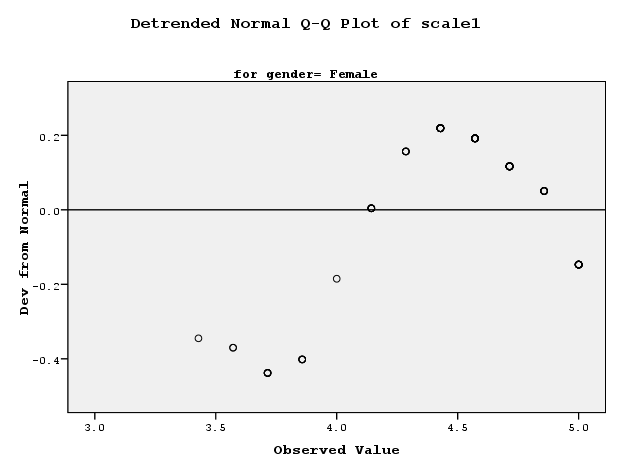 Detrended Normal Q-Q Plot of scale1
for gender= Female
Dev from Normal
0.2
0.0
-0.2
-0.4
3.0 3.5 4.0 4.5 5.0
Observed Value